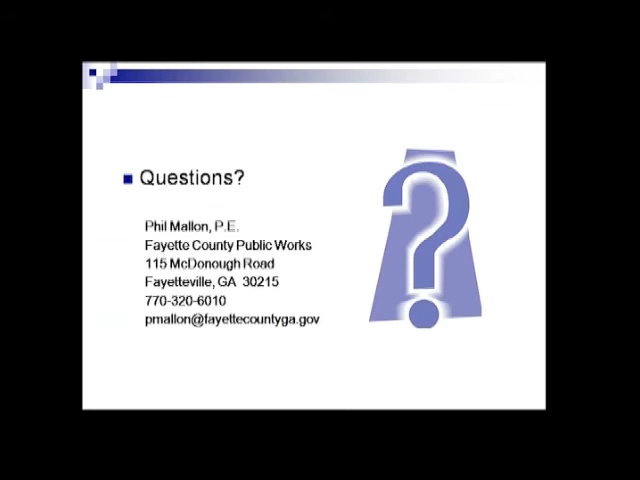 Questions?
Phil Mallon, P.E.
Fayette County Public Works
115 McDonough Road
Fayetteville, GA 30215
770-320-6010
pmallon@fayettecountyga.gov
?